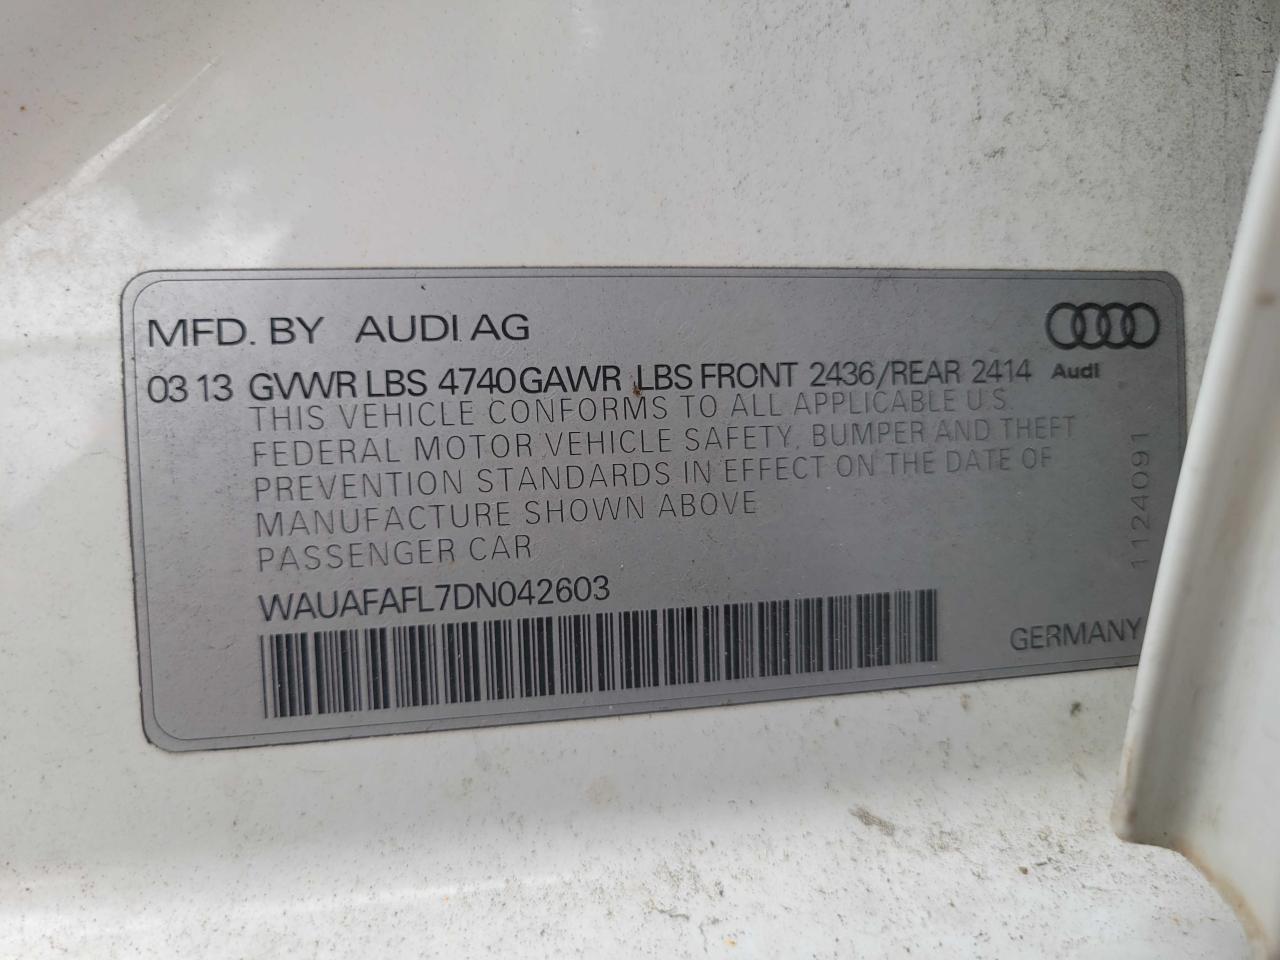 MFD. BY AUDI AG
03 13 GVWR LBS 4740 GAWR LBS FRONT 2436/REAR 2414
Audi
THIS VEHICLE CONFORMS TO ALL APPLICABLE U.S.
FEDERAL MOTOR VEHICLE SAFETY, BUMPER AND THEFT
PREVENTION STANDARDS IN EFFECT ON THE DATE OF
MANUFACTURE SHOWN ABOVE
PASSENGER CAR
WAUAFAFL7DN042603
GERMANY
1124091